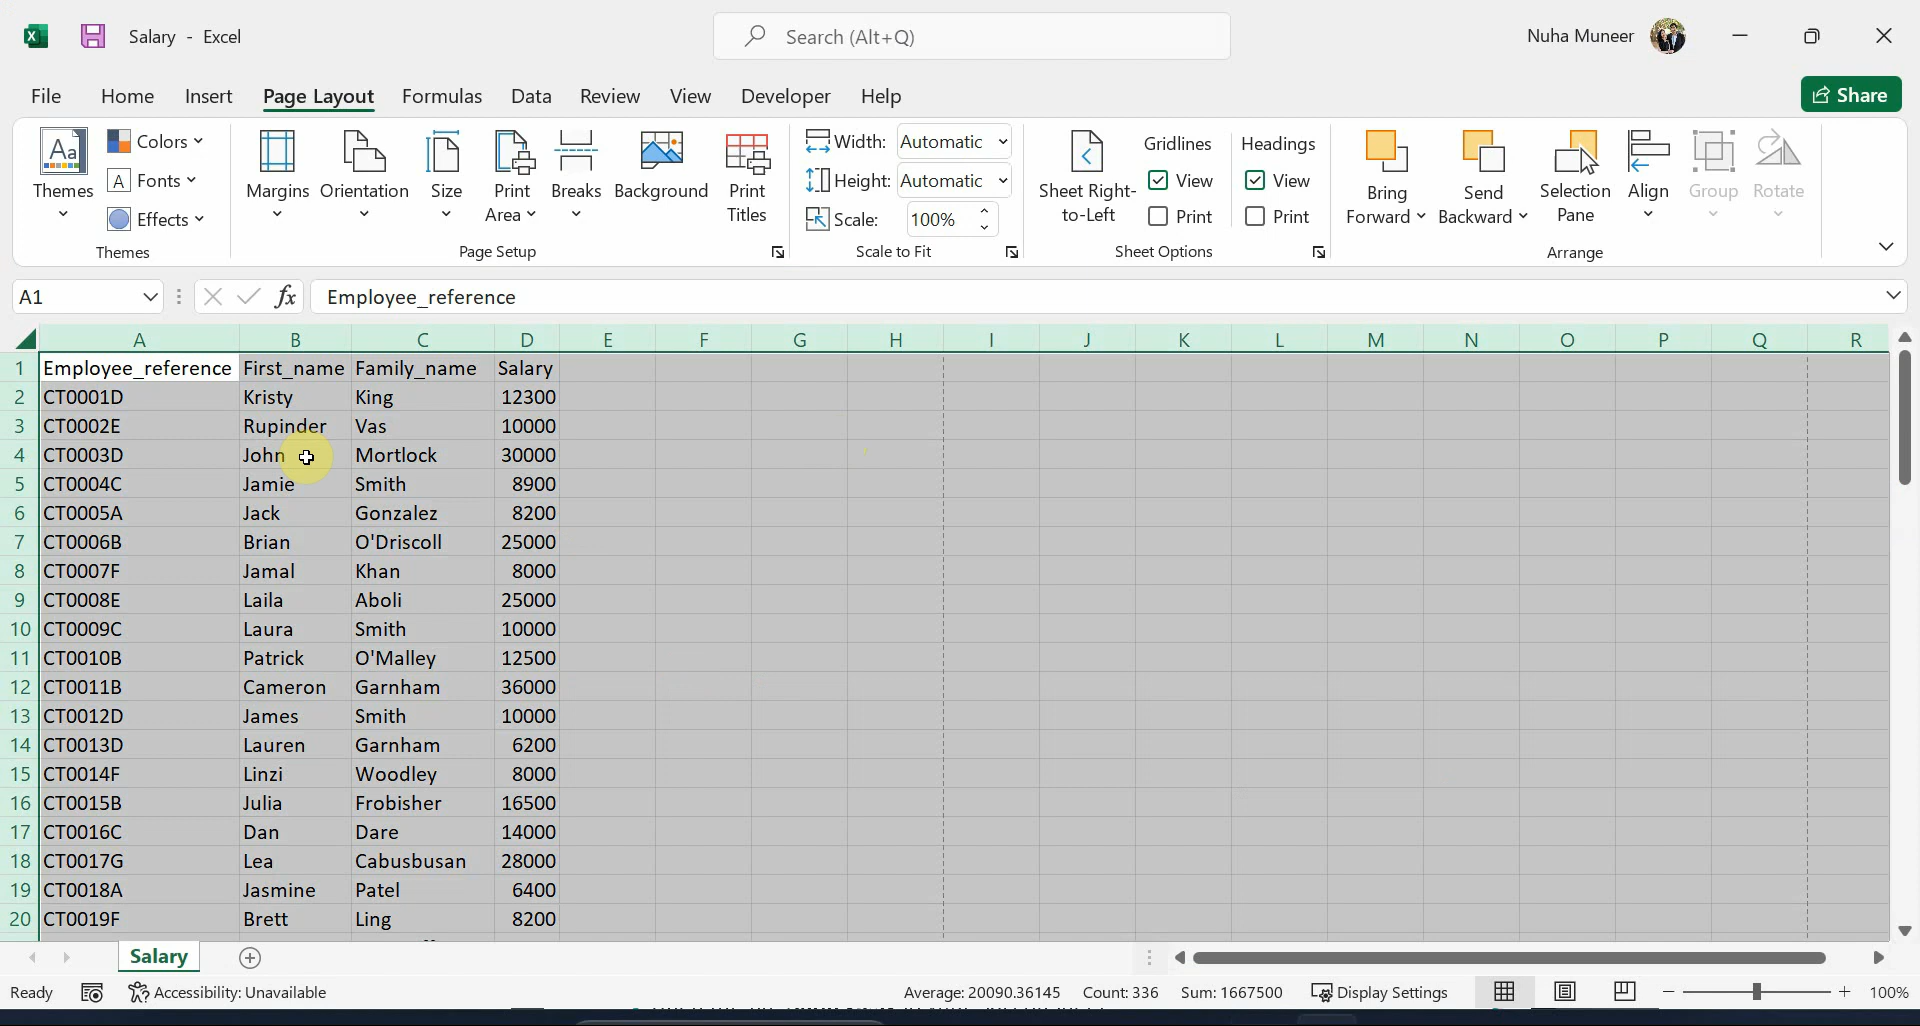 Salary - Excel
Search (Alt+Q)
Nuha Muneer
File Home Insert Page Layout Formulas Data Review View Developer Help
Share
Aa
Themes
Colors
A Fonts
Effects
Themes
Margins
Orientation
Size
Print Area
Breaks
Background
Print Titles
Page Setup
Width: Automatic
Height: Automatic
Scale: 100%
Scale to Fit
Sheet Right-to-Left
Gridlines
View
Print
Headings
View
Print
Sheet Options
Bring Forward
Send Backward
Selection Pane
Align
Group
Rotate
Arrange
A1
fx
Employee_reference
A B C D E F G H I J K L M N O P Q R
1 Employee_reference First_name Family_name Salary
2 CT0001D Kristy King 12300
3 CT0002E Rupinder Vas 10000
4 CT0003D John Mortlock 30000
5 CT0004C Jamie Smith 8900
6 CT0005A Jack Gonzalez 8200
7 CT0006B Brian O'Driscoll 25000
8 CT0007F Jamal Khan 8000
9 CT0008E Laila Aboli 25000
10 CT0009C Laura Smith 10000
11 CT0010B Patrick O'Malley 12500
12 CT0011B Cameron Garnham 36000
13 CT0012D James Smith 10000
14 CT0013D Lauren Garnham 6200
15 CT0014F Linzi Woodley 8000
16 CT0015B Julia Frobisher 16500
17 CT0016C Dan Dare 14000
18 CT0017G Lea Cabusbusan 28000
19 CT0018A Jasmine Patel 6400
20 CT0019F Brett Ling 8200
Salary
Ready
Accessibility: Unavailable
Average: 20090.36145 Count: 336 Sum: 1667500
Display Settings
100%